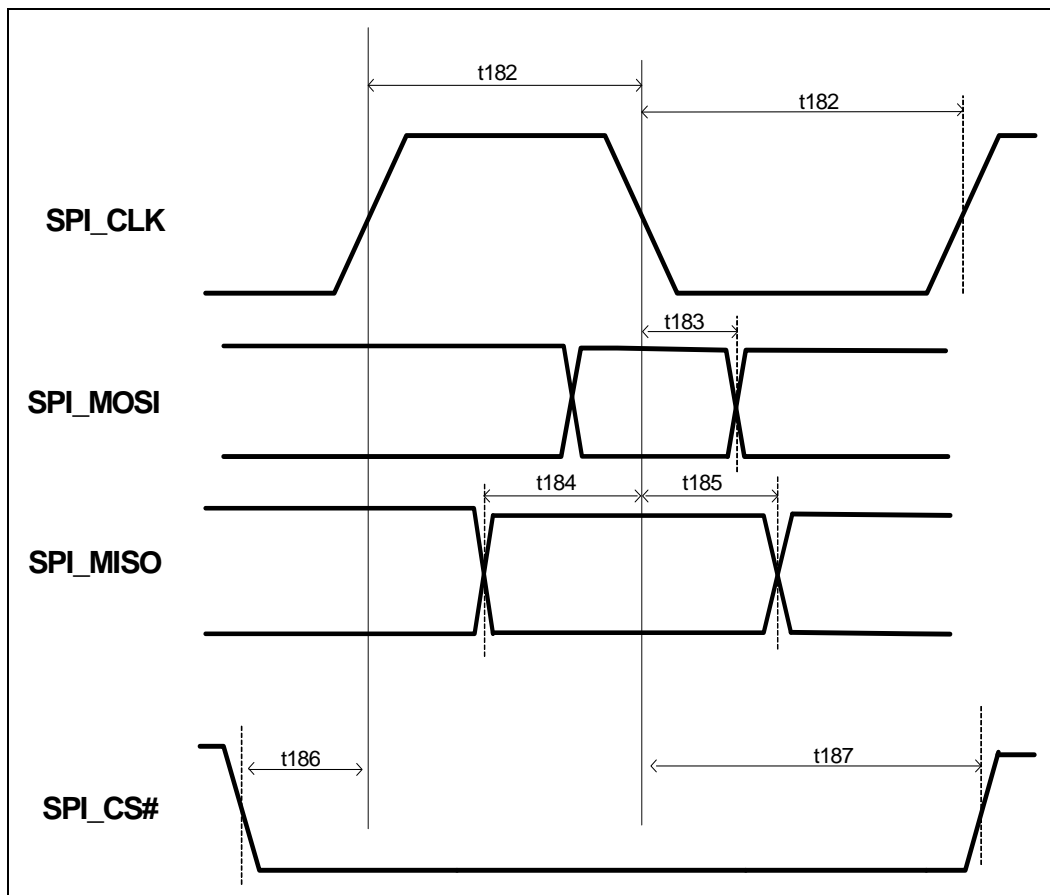 t182
t182
SPI_CLK
t183
SPI_MOSI
t184
t185
SPI_MISO
t186
t187
SPI_CS#